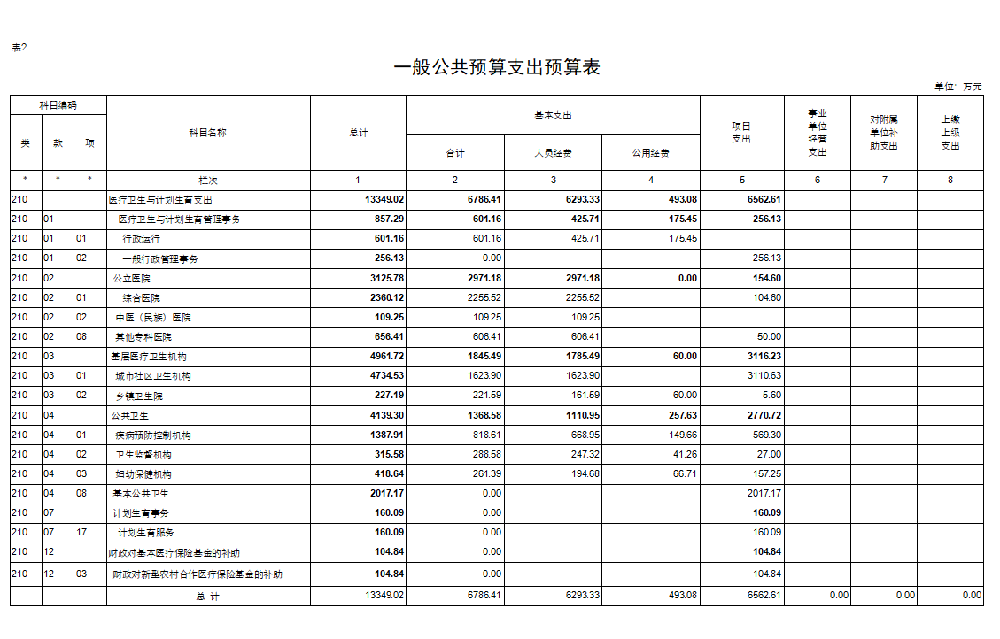 表2
一般公共预算支出预算表
单位：万元
科目编码 科目名称 总计 基本支出 项目支出 事业单位经营支出 对附属单位补助支出 上缴上级支出
类 款 项 合计 人员经费 公用经费
* * * 栏次 1 2 3 4 5 6 7 8
210 医疗卫生与计划生育支出 13349.02 6786.41 6293.33 493.08 6562.61
210 01 医疗卫生与计划生育管理事务 857.29 601.16 425.71 175.45 256.13
210 01 01 行政运行 601.16 601.16 425.71 175.45
210 01 02 一般行政管理事务 256.13 0.00 256.13
210 02 公立医院 3125.78 2971.18 2971.18 0.00 154.60
210 02 01 综合医院 2360.12 2255.52 2255.52 104.60
210 02 02 中医（民族）医院 109.25 109.25 109.25
210 02 08 其他专科医院 656.41 606.41 606.41 50.00
210 03 基层医疗卫生机构 4961.72 1845.49 1785.49 60.00 3116.23
210 03 01 城市社区卫生机构 4734.53 1623.90 1623.90 3110.63
210 03 02 乡镇卫生院 227.19 221.59 161.59 60.00 5.60
210 04 公共卫生 4139.30 1368.58 1110.95 257.63 2770.72
210 04 01 疾病预防控制机构 1387.91 818.61 668.95 149.66 569.30
210 04 02 卫生监督机构 315.58 288.58 247.32 41.26 27.00
210 04 03 妇幼保健机构 418.64 261.39 194.68 66.71 157.25
210 04 08 基本公共卫生 2017.17 0.00 2017.17
210 07 计划生育事务 160.09 0.00 160.09
210 07 17 计划生育服务 160.09 0.00 160.09
210 12 财政对基本医疗保险基金的补助 104.84 0.00 104.84
210 12 03 财政对新型农村合作医疗保险基金的补助 104.84 0.00 104.84
总 计 13349.02 6786.41 6293.33 493.08 6562.61 0.00 0.00 0.00